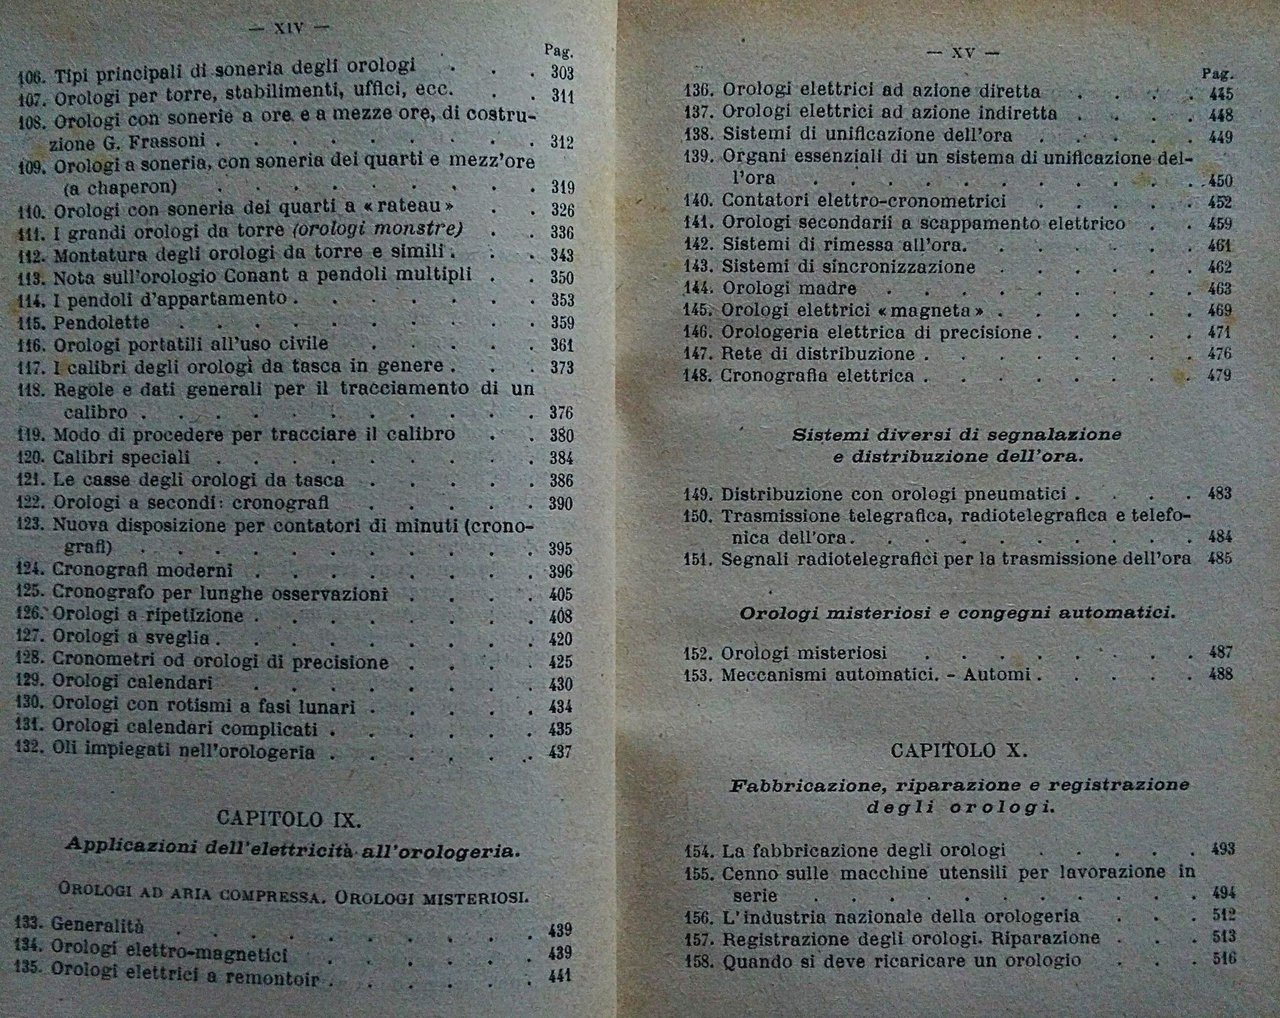 — XIV —
Pag.
106. Tipi principali di soneria degli orologi . . . 303
107. Orologi per torre, stabilimenti, uffici, ecc. . . 311
108. Orologi con sonerie a ore e a mezze ore, di costru-
zione G. Frassoni . . . . . . . . 312
109. Orologi a soneria, con soneria dei quarti e mezz'ore
(a chaperon) . . . . . . . . . 319
110. Orologi con soneria dei quarti a « rateau » . . 326
111. I grandi orologi da torre (orologi monstre) . . 336
112. Montatura degli orologi da torre e simili . . . 343
113. Nota sull'orologio Conant a pendoli multipli . . 350
114. I pendoli d'appartamento . . . . . . . 353
115. Pendolette . . . . . . . . . . 359
116. Orologi portatili all'uso civile . . . . . 361
117. I calibri degli orologi da tasca in genere . . . 373
118. Regole e dati generali per il tracciamento di un
calibro . . . . . . . . . . . 376
119. Modo di procedere per tracciare il calibro . . 380
120. Calibri speciali . . . . . . . . . 384
121. Le casse degli orologi da tasca . . . . . 386
122. Orologi a secondi: cronografi . . . . . 390
123. Nuova disposizione per contatori di minuti (crono-
grafi) . . . . . . . . . . . 395
124. Cronografi moderni . . . . . . . . 396
125. Cronografo per lunghe osservazioni . . . . 405
126. Orologi a ripetizione . . . . . . . . 408
127. Orologi a sveglia . . . . . . . . . 420
128. Cronometri od orologi di precisione . . . . 425
129. Orologi calendari . . . . . . . . 430
130. Orologi con rotismi a fasi lunari . . . . . 434
131. Orologi calendari complicati . . . . . . 435
132. Oli impiegati nell'orologeria . . . . . . 437
CAPITOLO IX.
Applicazioni dell'elettricità all'orologeria.
OROLOGI AD ARIA COMPRESSA. OROLOGI MISTERIOSI.
133. Generalità . . . . . . . . . . 439
134. Orologi elettro-magnetici . . . . . . 439
135. Orologi elettrici a remontoir . . . . . . 441
— XV —
Pag.
136. Orologi elettrici ad azione diretta . . . . 445
137. Orologi elettrici ad azione indiretta . . . . 448
138. Sistemi di unificazione dell'ora . . . . . 449
139. Organi essenziali di un sistema di unificazione del-
l'ora . . . . . . . . . . . 450
140. Contatori elettro-cronometrici . . . . . 452
141. Orologi secondarii a scappamento elettrico . . 459
142. Sistemi di rimessa all'ora. . . . . . . 461
143. Sistemi di sincronizzazione . . . . . . 462
144. Orologi madre . . . . . . . . . 463
145. Orologi elettrici « magneta » . . . . . . 469
146. Orologeria elettrica di precisione . . . . . 471
147. Rete di distribuzione . . . . . . . . 476
148. Cronografia elettrica . . . . . . . . 479
Sistemi diversi di segnalazione
e distribuzione dell'ora.
149. Distribuzione con orologi pneumatici . . . . 483
150. Trasmissione telegrafica, radiotelegrafica e telefo-
nica dell'ora . . . . . . . . . . 484
151. Segnali radiotelegrafici per la trasmissione dell'ora 485
Orologi misteriosi e congegni automatici.
152. Orologi misteriosi . . . . . . . . 487
153. Meccanismi automatici. - Automi . . . . . 488
CAPITOLO X.
Fabbricazione, riparazione e registrazione
degli orologi.
154. La fabbricazione degli orologi . . . . . 493
155. Cenno sulle macchine utensili per lavorazione in
serie . . . . . . . . . . . 494
156. L'industria nazionale della orologeria . . . 512
157. Registrazione degli orologi. Riparazione . . . 513
158. Quando si deve ricaricare un orologio . . . 516